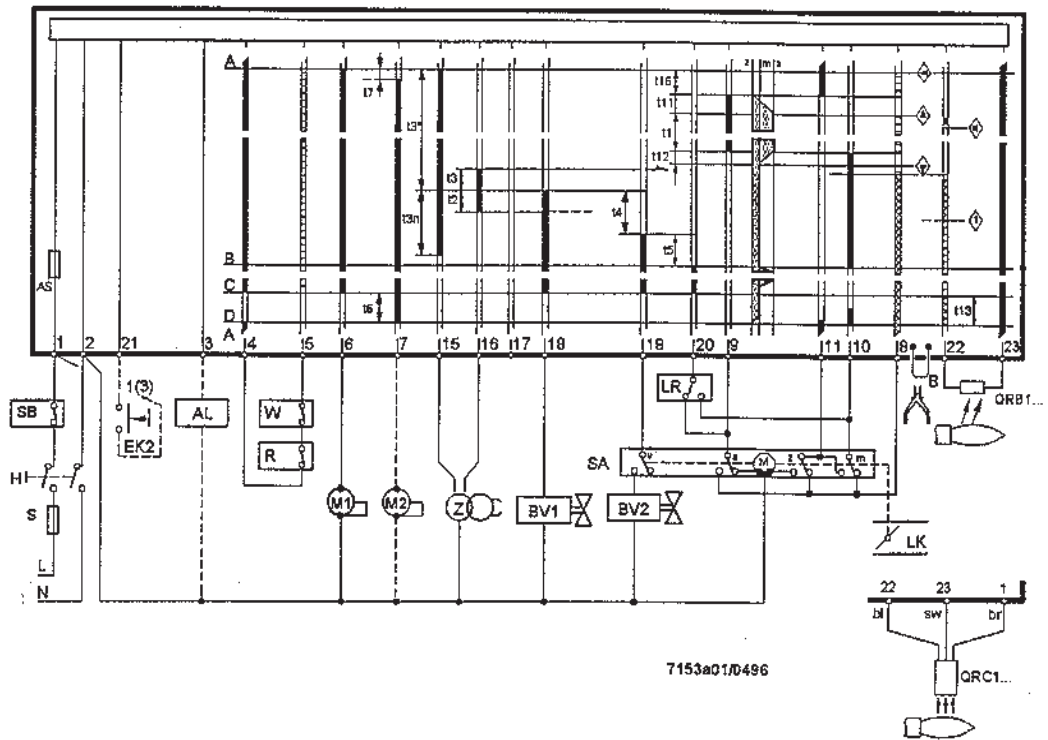 A
t7
t3*
t3n
t3
t2
t4
t5
z m a
t16
t11
t1
t12
1
AS
B
C
D
A
t6
t13
1 2 21 3 4 5 6 7 15 16 17 18 19 20 9 11 10 8 22 23
1(3)
SB
EK2
AL
W
R
LR
B
QRB1...
H
S
L
N
M1
M2
Z
BV1
BV2
SA
v
a
M
z
m
LK
22 23 1
bl sw br
7153a01/0496
QRC1...